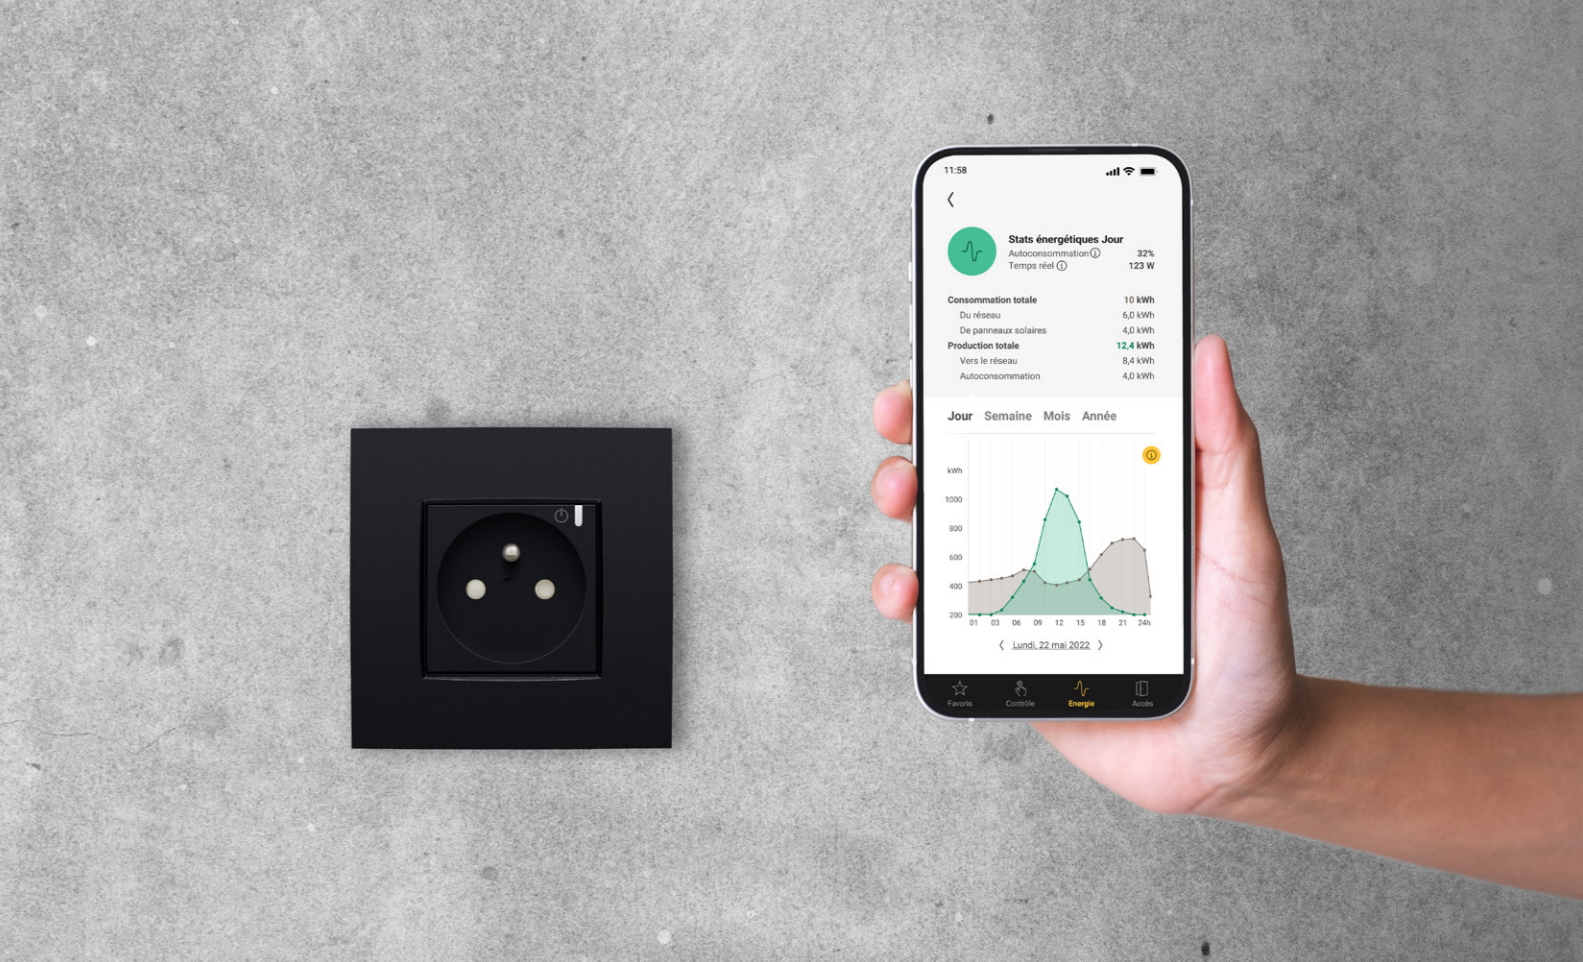 11:58
Stats énergétiques Jour
Autoconsommation 32%
Temps réel 123 W
Consommation totale 10 kWh
Du réseau 6,0 kWh
De panneaux solaires 4,0 kWh
Production totale 12,4 kWh
Vers le réseau 8,4 kWh
Autoconsommation 4,0 kWh
Jour Semaine Mois Année
kWh
1000
800
600
400
200
01 03 06 09 12 15 18 21 24h
Lundi, 22 mai 2022
Favoris Contrôle Energie Accès